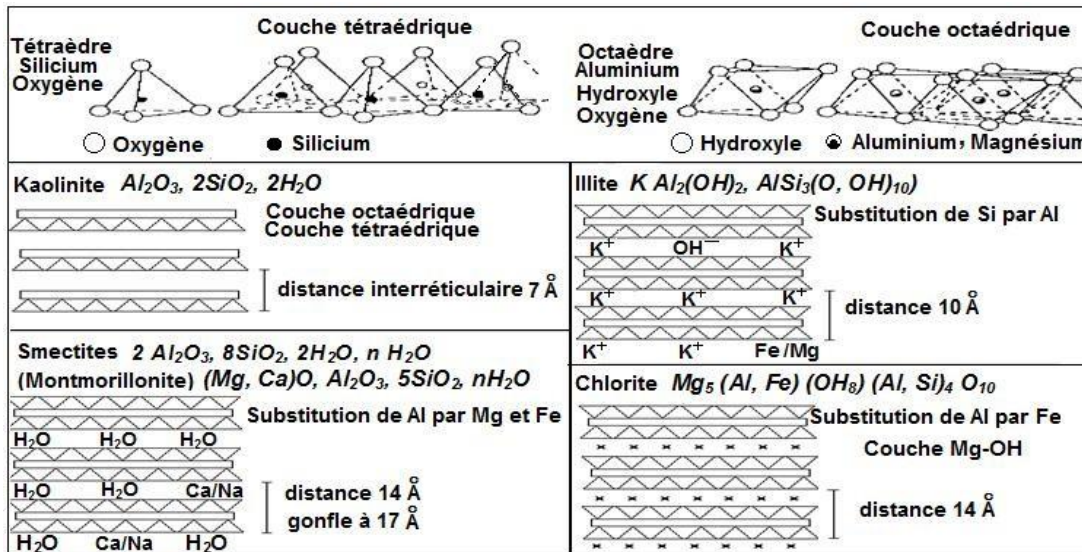 Couche tétraédrique
Tétraèdre
Silicium
Oxygène
Oxygène
Silicium
Couche octaédrique
Octaèdre
Aluminium
Hydroxyle
Oxygène
Hydroxyle
Aluminium, Magnésium
Kaolinite Al₂O₃, 2SiO₂, 2H₂O
Couche octaédrique
Couche tétraédrique
distance interréticulaire 7 Å
Illite K Al₂(OH)₂, AlSi₃(O, OH)₁₀)
Substitution de Si par Al
K⁺ OH⁻ K⁺
K⁺ K⁺ K⁺
distance 10 Å
K⁺ K⁺ Fe/Mg
Smectites 2 Al₂O₃, 8SiO₂, 2H₂O, n H₂O
(Montmorillonite) (Mg, Ca)O, Al₂O₃, 5SiO₂, nH₂O
Substitution de Al par Mg et Fe
H₂O H₂O H₂O
H₂O H₂O Ca/Na
distance 14 Å
gonfle à 17 Å
H₂O Ca/Na H₂O
Chlorite Mg₅ (Al, Fe) (OH₈) (Al, Si)₄ O₁₀
Substitution de Al par Fe
Couche Mg-OH
distance 14 Å